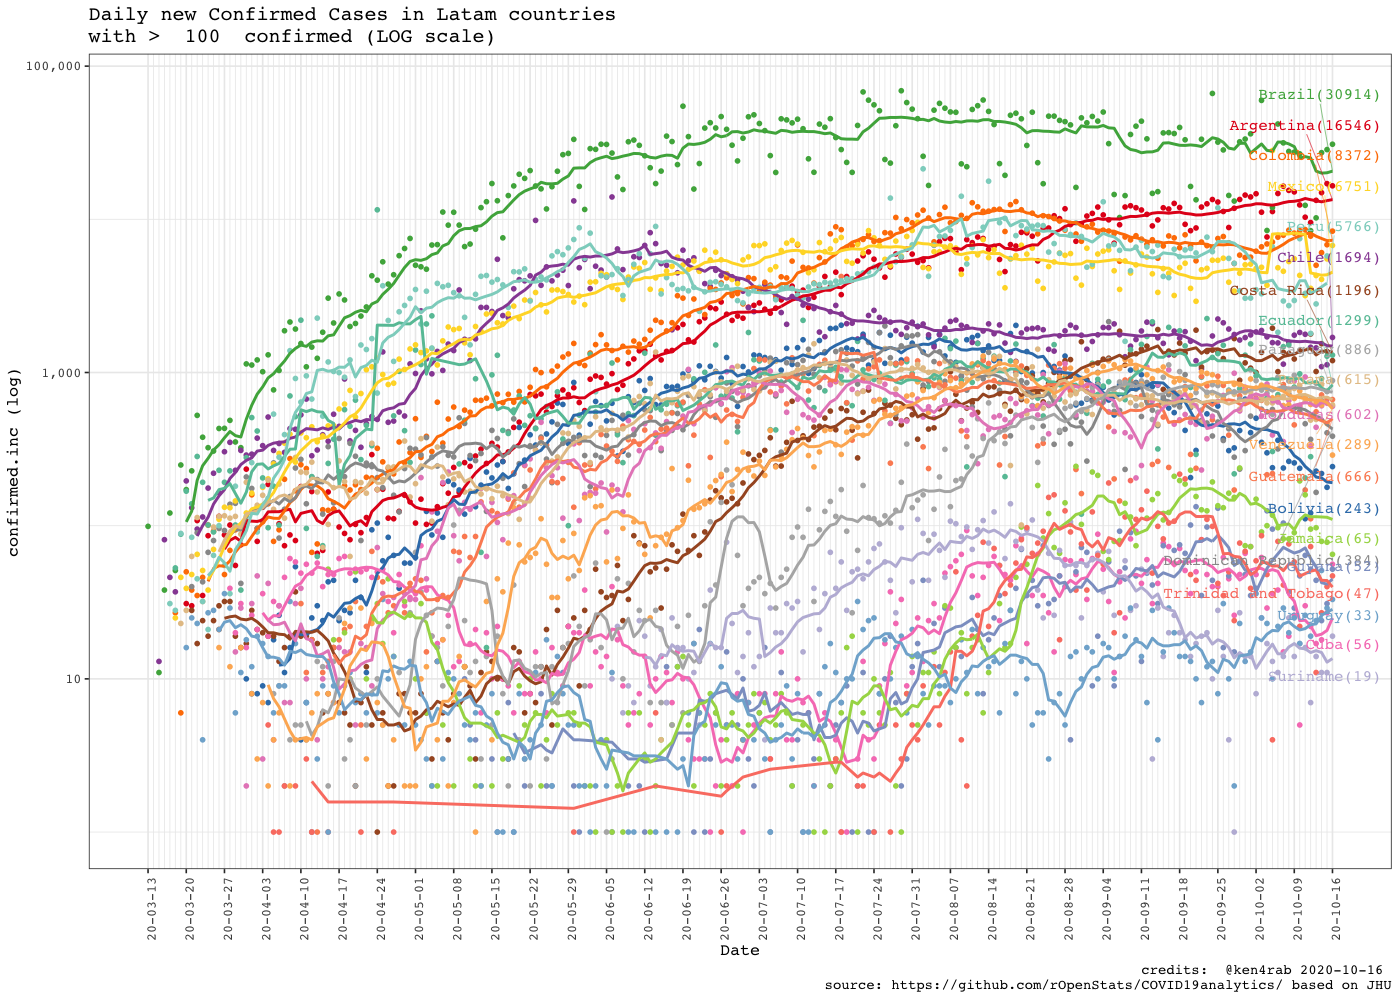 Daily new Confirmed Cases in Latam countries
with >  100  confirmed (LOG scale)
100,000
1,000
10
confirmed.inc (log)
Brazil(30914)
Argentina(16546)
Colombia(8372)
Mexico(6751)
Peru(5766)
Chile(1694)
Costa Rica(1196)
Ecuador(1299)
(886)
(615)
Honduras(602)
Venezuela(289)
Guatemala(666)
Bolivia(243)
Jamaica(65)
Dominican Republic(384)
Guyana(32)
Trinidad and Tobago(47)
Uruguay(33)
Cuba(56)
Suriname(19)
20-03-13
20-03-20
20-03-27
20-04-03
20-04-10
20-04-17
20-04-24
20-05-01
20-05-08
20-05-15
20-05-22
20-05-29
20-06-05
20-06-12
20-06-19
20-06-26
20-07-03
20-07-10
20-07-17
20-07-24
20-07-31
20-08-07
20-08-14
20-08-21
20-08-28
20-09-04
20-09-11
20-09-18
20-09-25
20-10-02
20-10-09
20-10-16
Date
credits:  @ken4rab 2020-10-16
source: https://github.com/rOpenStats/COVID19analytics/ based on JHU